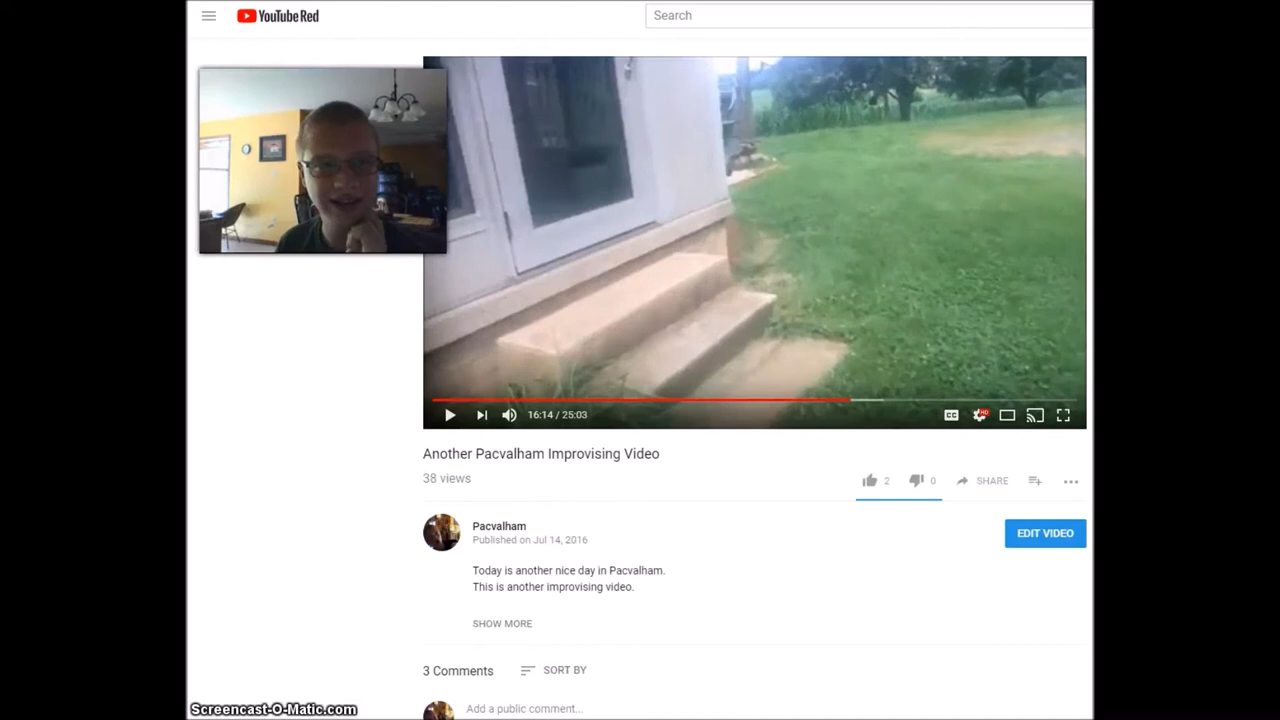 YouTube Red
Search
CC
HD
16:14 / 25:03
Another Pacvalham Improvising Video
38 views
2
0
SHARE
Pacvalham
Published on Jul 14, 2016
EDIT VIDEO
Today is another nice day in Pacvalham.
This is another improvising video.
SHOW MORE
3 Comments
SORT BY
Add a public comment...
Screencast-O-Matic.com